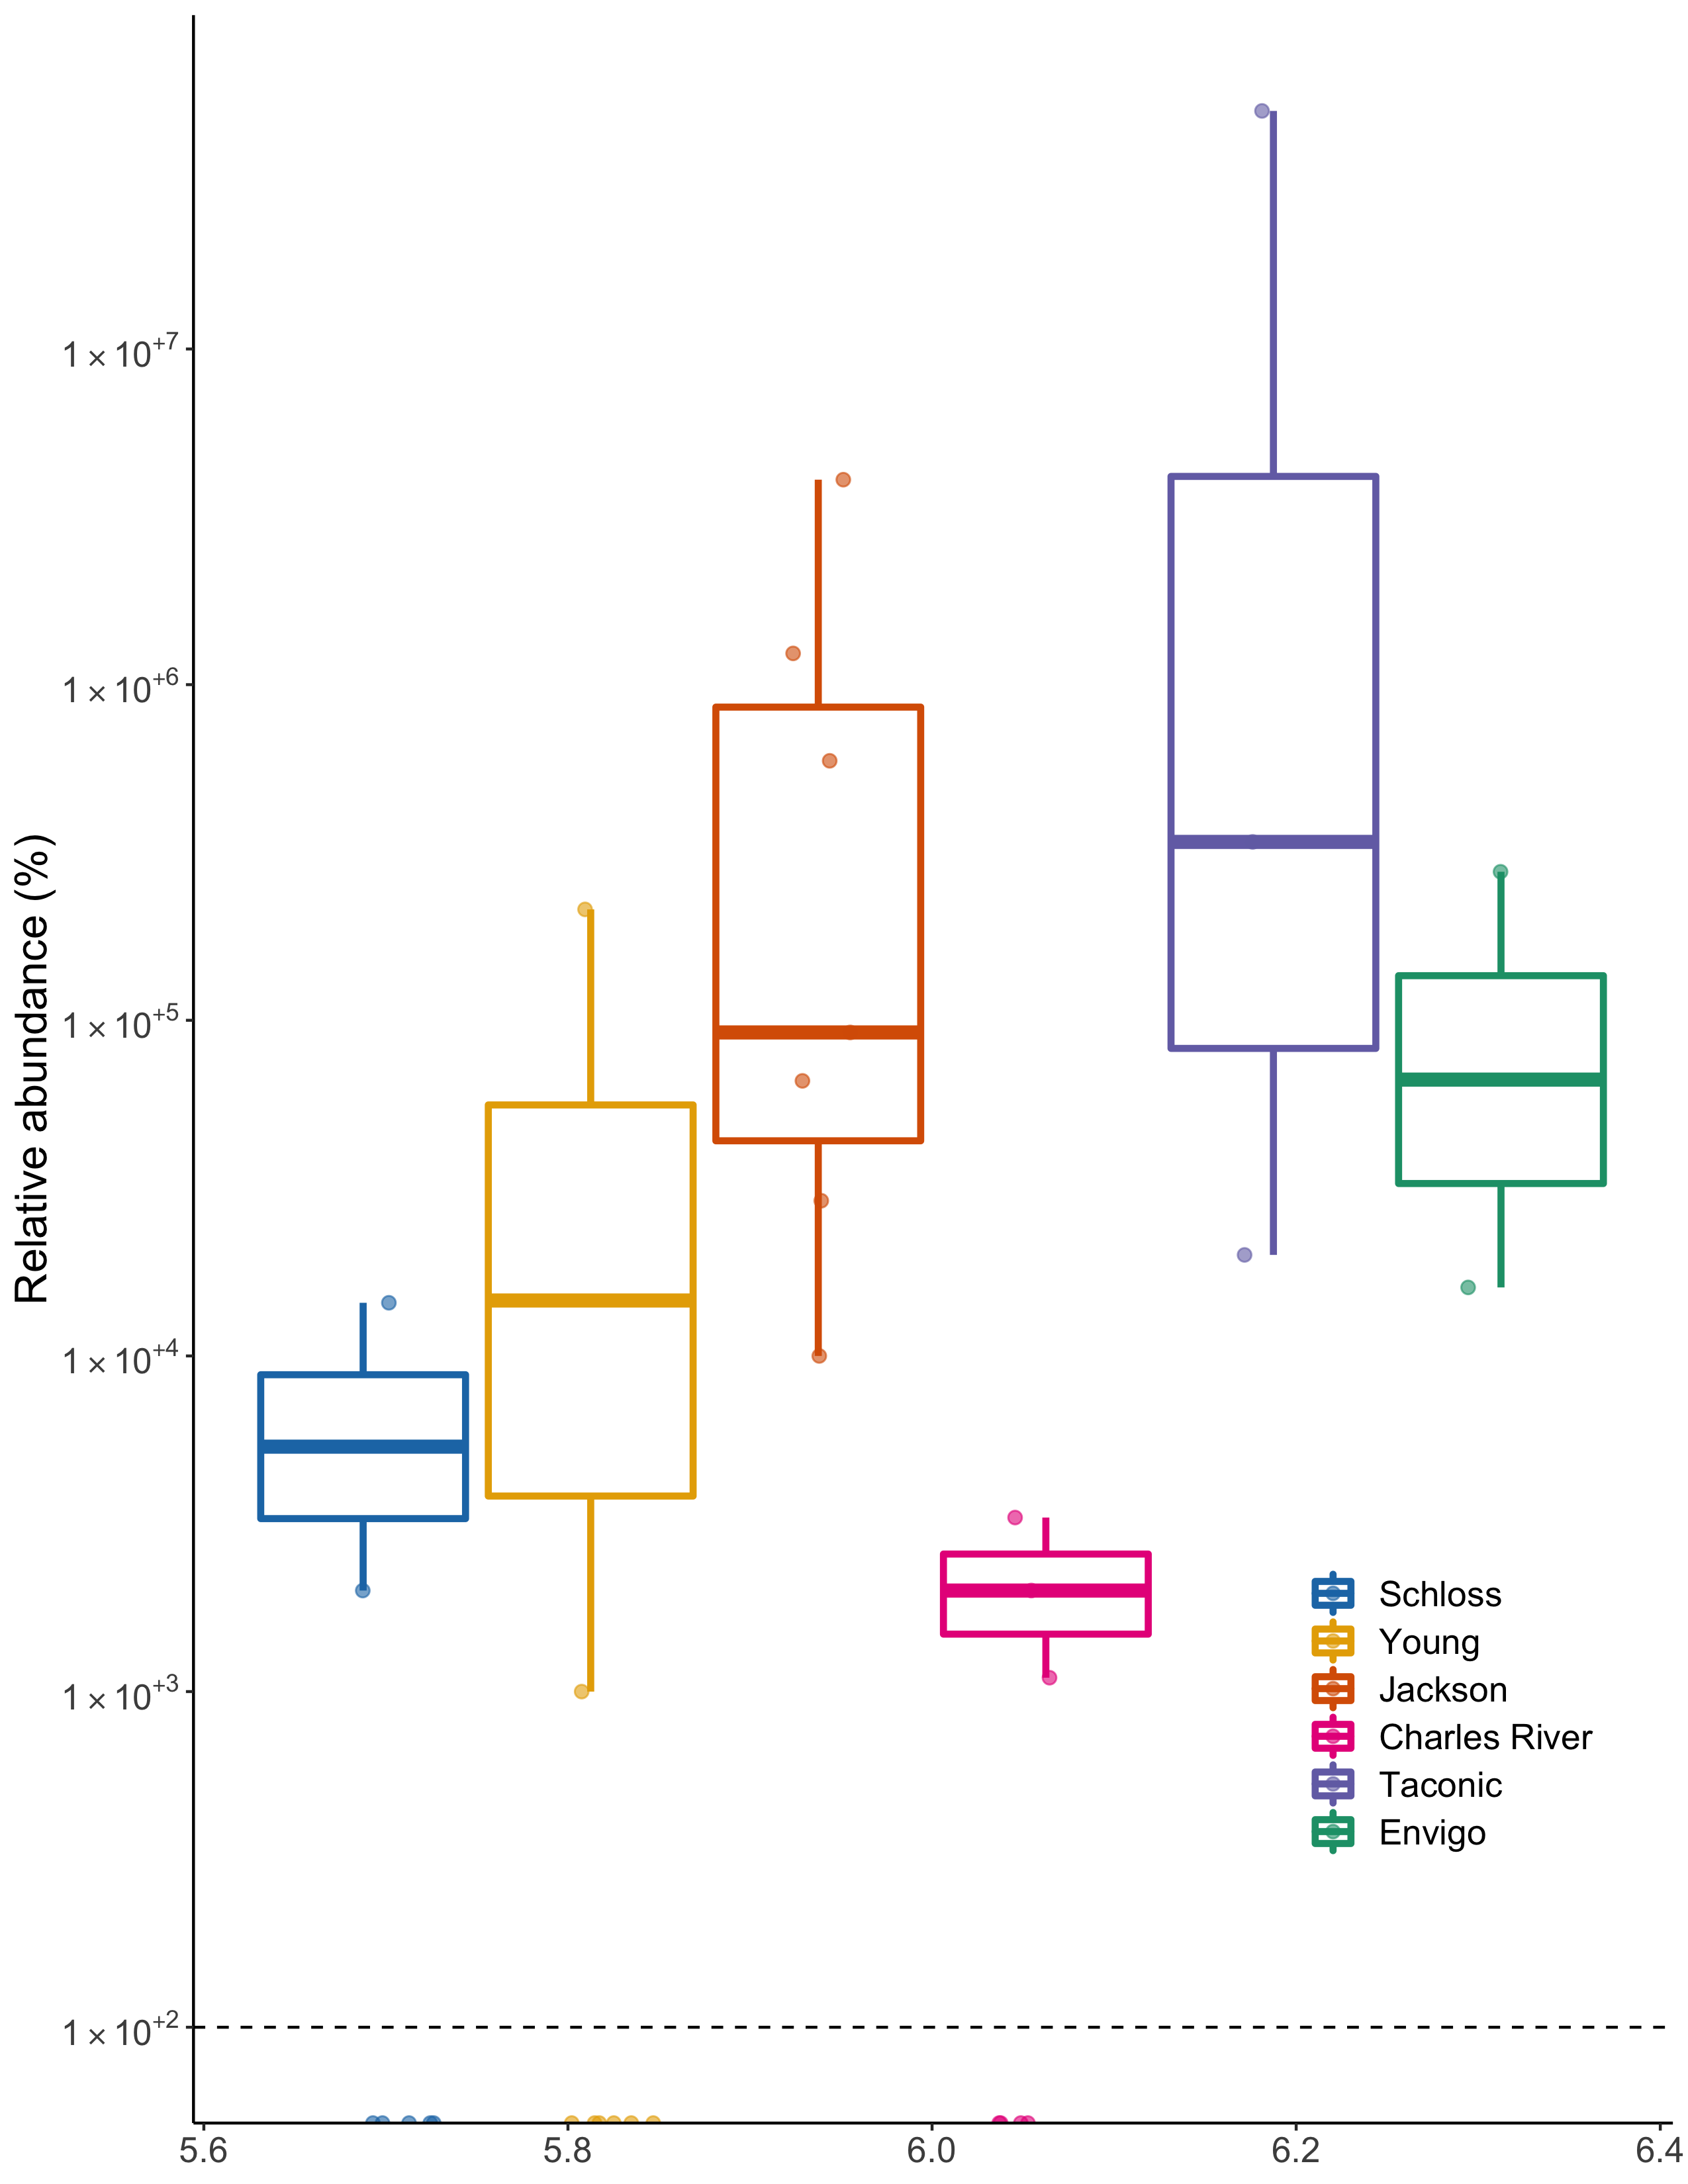 Relative abundance (%)
1 × 10^+7
1 × 10^+6
1 × 10^+5
1 × 10^+4
1 × 10^+3
1 × 10^+2
Schloss
Young
Jackson
Charles River
Taconic
Envigo
5.6 5.8 6.0 6.2 6.4